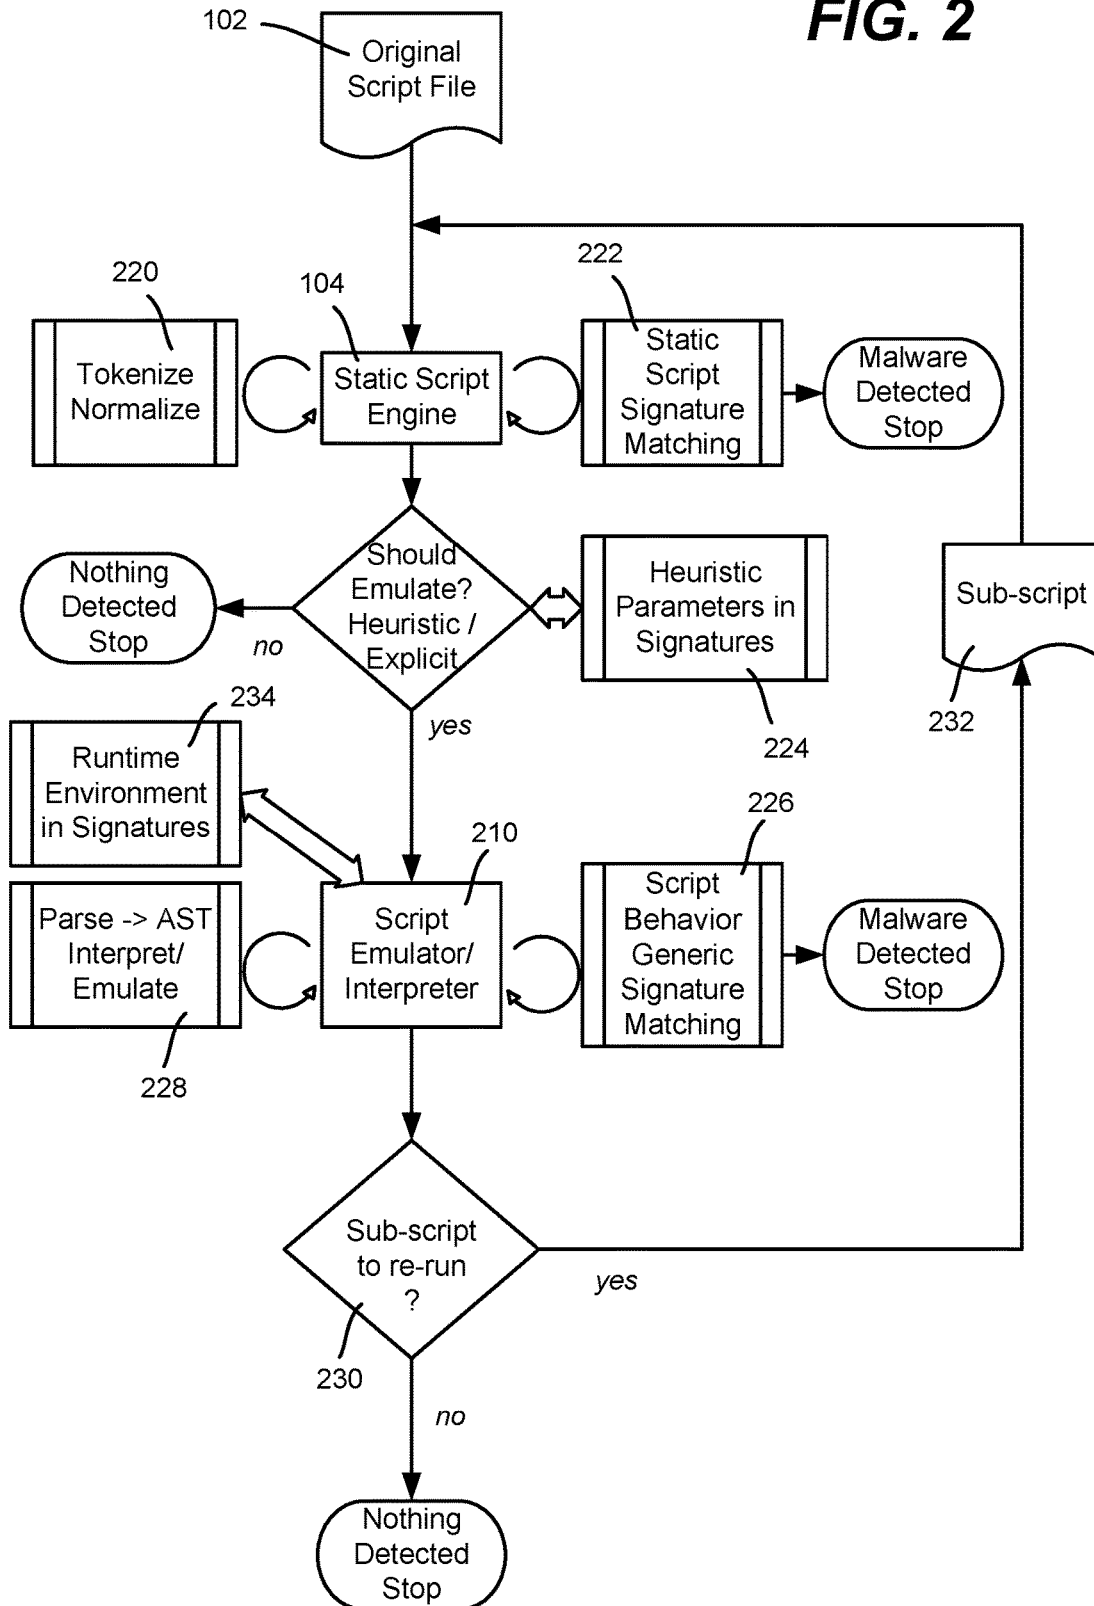 FIG. 2
102
Original
Script File
220
104
222
Tokenize
Normalize
Static Script
Engine
Static
Script
Signature
Matching
Malware
Detected
Stop
Should
Emulate?
Heuristic /
Explicit
Nothing
Detected
Stop
no
Heuristic
Parameters in
Signatures
Sub-script
234
yes
224
232
Runtime
Environment
in Signatures
210
226
Parse -> AST
Interpret/
Emulate
Script
Emulator/
Interpreter
Script
Behavior
Generic
Signature
Matching
Malware
Detected
Stop
228
Sub-script
to re-run
?
yes
230
no
Nothing
Detected
Stop